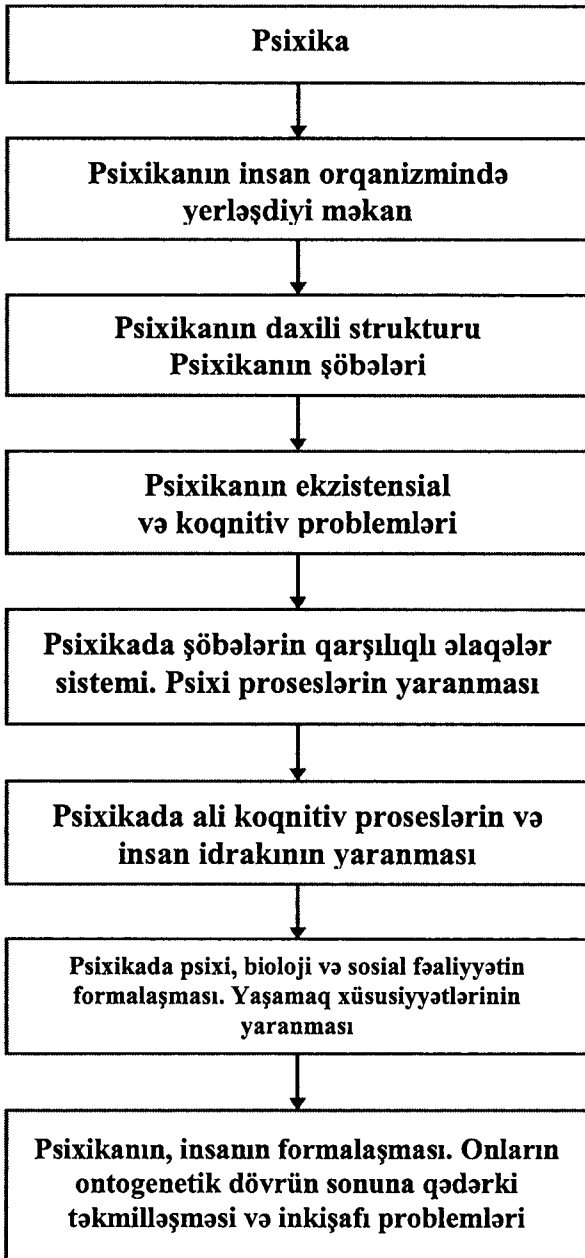 Psixika
Psixikanın insan orqanizmində
yerləşdiyi məkan
Psixikanın daxili strukturu
Psixikanın şöbələri
Psixikanın ekzistensial
və koqnitiv problemləri
Psixikada şöbələrin qarşılıqlı əlaqələr
sistemi. Psixi proseslərin yaranması
Psixikada ali koqnitiv proseslərin və
insan idrakının yaranması
Psixikada psixi, bioloji və sosial fəaliyyətin
formalaşması. Yaşamaq xüsusiyyətlərinin
yaranması
Psixikanın, insanın formalaşması. Onların
ontogenetik dövrün sonuna qədərki
təkmilləşməsi və inkişafı problemləri